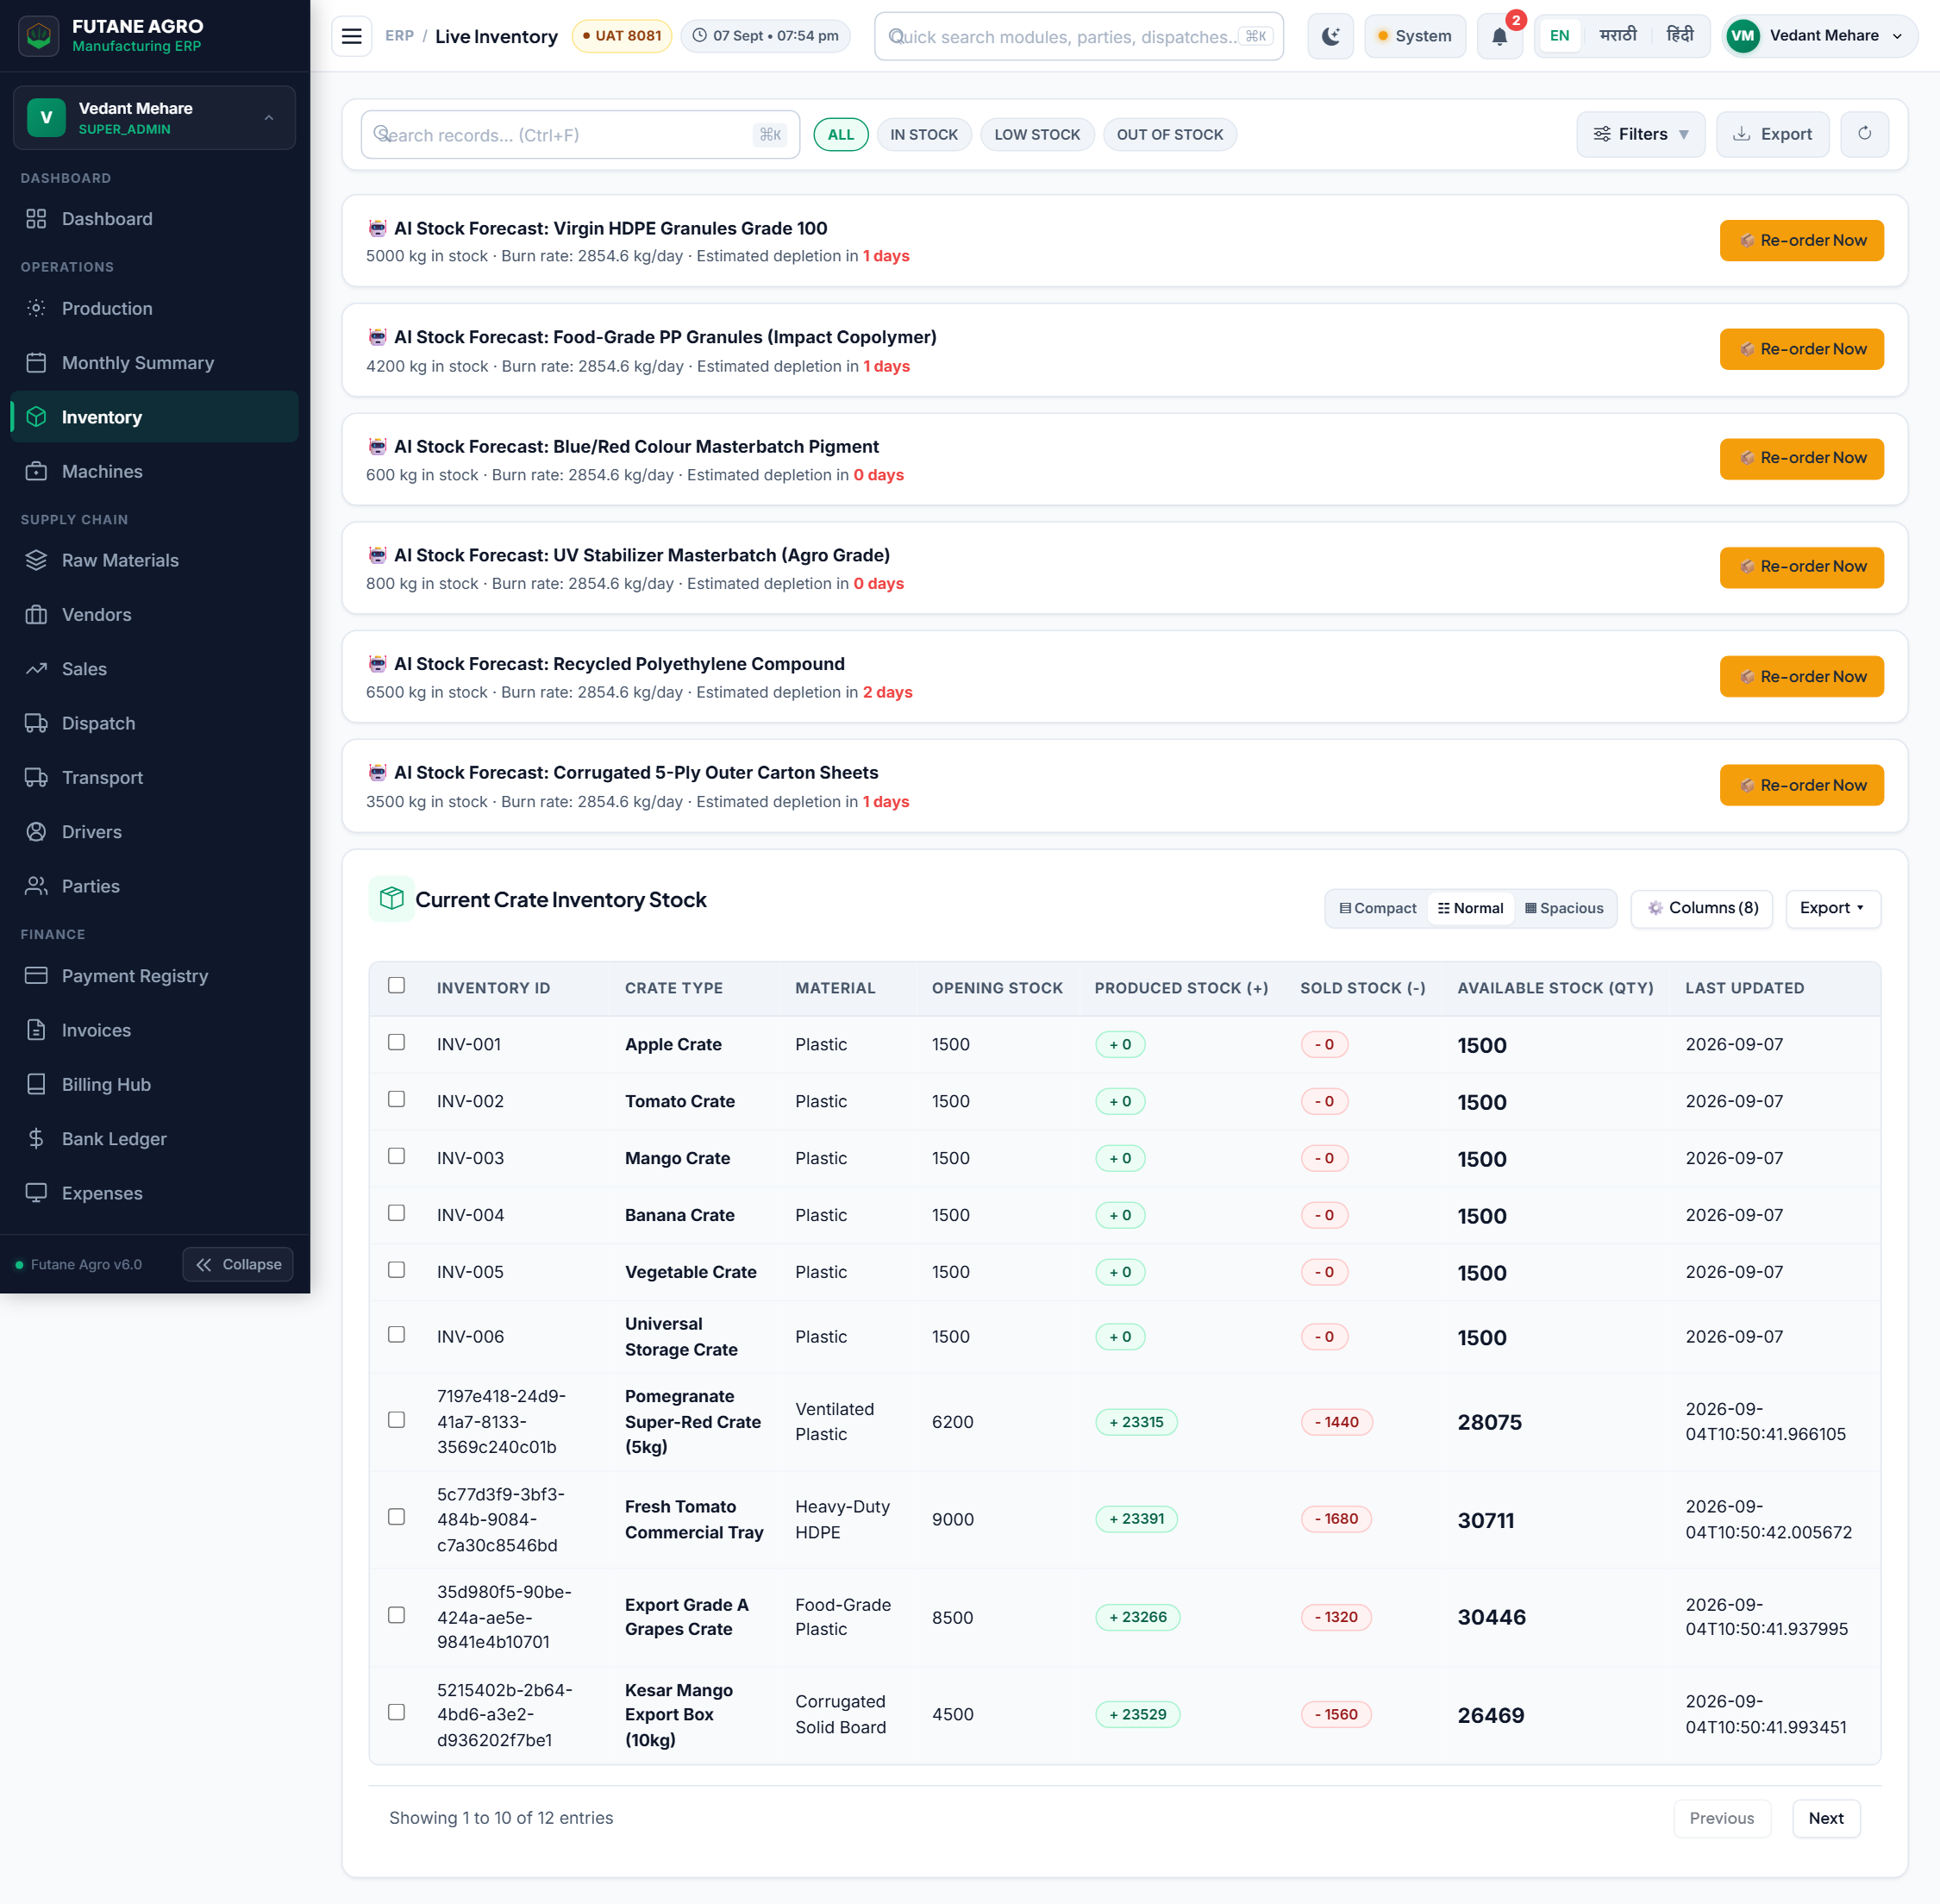 FUTANE AGRO
Manufacturing ERP
ERP / Live Inventory
UAT 8081
07 Sept • 07:54 pm
Quick search modules, parties, dispatches... ⌘K
System
2
EN
मराठी
हिंदी
VM
Vedant Mehare
V
Vedant Mehare
SUPER_ADMIN
DASHBOARD
Dashboard
OPERATIONS
Production
Monthly Summary
Inventory
Machines
SUPPLY CHAIN
Raw Materials
Vendors
Sales
Dispatch
Transport
Drivers
Parties
FINANCE
Payment Registry
Invoices
Billing Hub
Bank Ledger
Expenses
Futane Agro v6.0
Collapse
Search records... (Ctrl+F) ⌘K
ALL
IN STOCK
LOW STOCK
OUT OF STOCK
Filters ▼
Export
AI Stock Forecast: Virgin HDPE Granules Grade 100
5000 kg in stock · Burn rate: 2854.6 kg/day · Estimated depletion in 1 days
Re-order Now
AI Stock Forecast: Food-Grade PP Granules (Impact Copolymer)
4200 kg in stock · Burn rate: 2854.6 kg/day · Estimated depletion in 1 days
Re-order Now
AI Stock Forecast: Blue/Red Colour Masterbatch Pigment
600 kg in stock · Burn rate: 2854.6 kg/day · Estimated depletion in 0 days
Re-order Now
AI Stock Forecast: UV Stabilizer Masterbatch (Agro Grade)
800 kg in stock · Burn rate: 2854.6 kg/day · Estimated depletion in 0 days
Re-order Now
AI Stock Forecast: Recycled Polyethylene Compound
6500 kg in stock · Burn rate: 2854.6 kg/day · Estimated depletion in 2 days
Re-order Now
AI Stock Forecast: Corrugated 5-Ply Outer Carton Sheets
3500 kg in stock · Burn rate: 2854.6 kg/day · Estimated depletion in 1 days
Re-order Now
Current Crate Inventory Stock
Compact
Normal
Spacious
Columns (8)
Export ▾
INVENTORY ID CRATE TYPE MATERIAL OPENING STOCK PRODUCED STOCK (+) SOLD STOCK (-) AVAILABLE STOCK (QTY) LAST UPDATED
INV-001 Apple Crate Plastic 1500 + 0 - 0 1500 2026-09-07
INV-002 Tomato Crate Plastic 1500 + 0 - 0 1500 2026-09-07
INV-003 Mango Crate Plastic 1500 + 0 - 0 1500 2026-09-07
INV-004 Banana Crate Plastic 1500 + 0 - 0 1500 2026-09-07
INV-005 Vegetable Crate Plastic 1500 + 0 - 0 1500 2026-09-07
INV-006
Universal
Storage Crate
Plastic 1500 + 0 - 0 1500 2026-09-07
7197e418-24d9-
41a7-8133-
3569c240c01b
Pomegranate
Super-Red Crate
(5kg)
Ventilated
Plastic
6200 + 23315 - 1440 28075
2026-09-
04T10:50:41.966105
5c77d3f9-3bf3-
484b-9084-
c7a30c8546bd
Fresh Tomato
Commercial Tray
Heavy-Duty
HDPE
9000 + 23391 - 1680 30711
2026-09-
04T10:50:42.005672
35d980f5-90be-
424a-ae5e-
9841e4b10701
Export Grade A
Grapes Crate
Food-Grade
Plastic
8500 + 23266 - 1320 30446
2026-09-
04T10:50:41.937995
5215402b-2b64-
4bd6-a3e2-
d936202f7be1
Kesar Mango
Export Box
(10kg)
Corrugated
Solid Board
4500 + 23529 - 1560 26469
2026-09-
04T10:50:41.993451
Showing 1 to 10 of 12 entries
Previous
Next